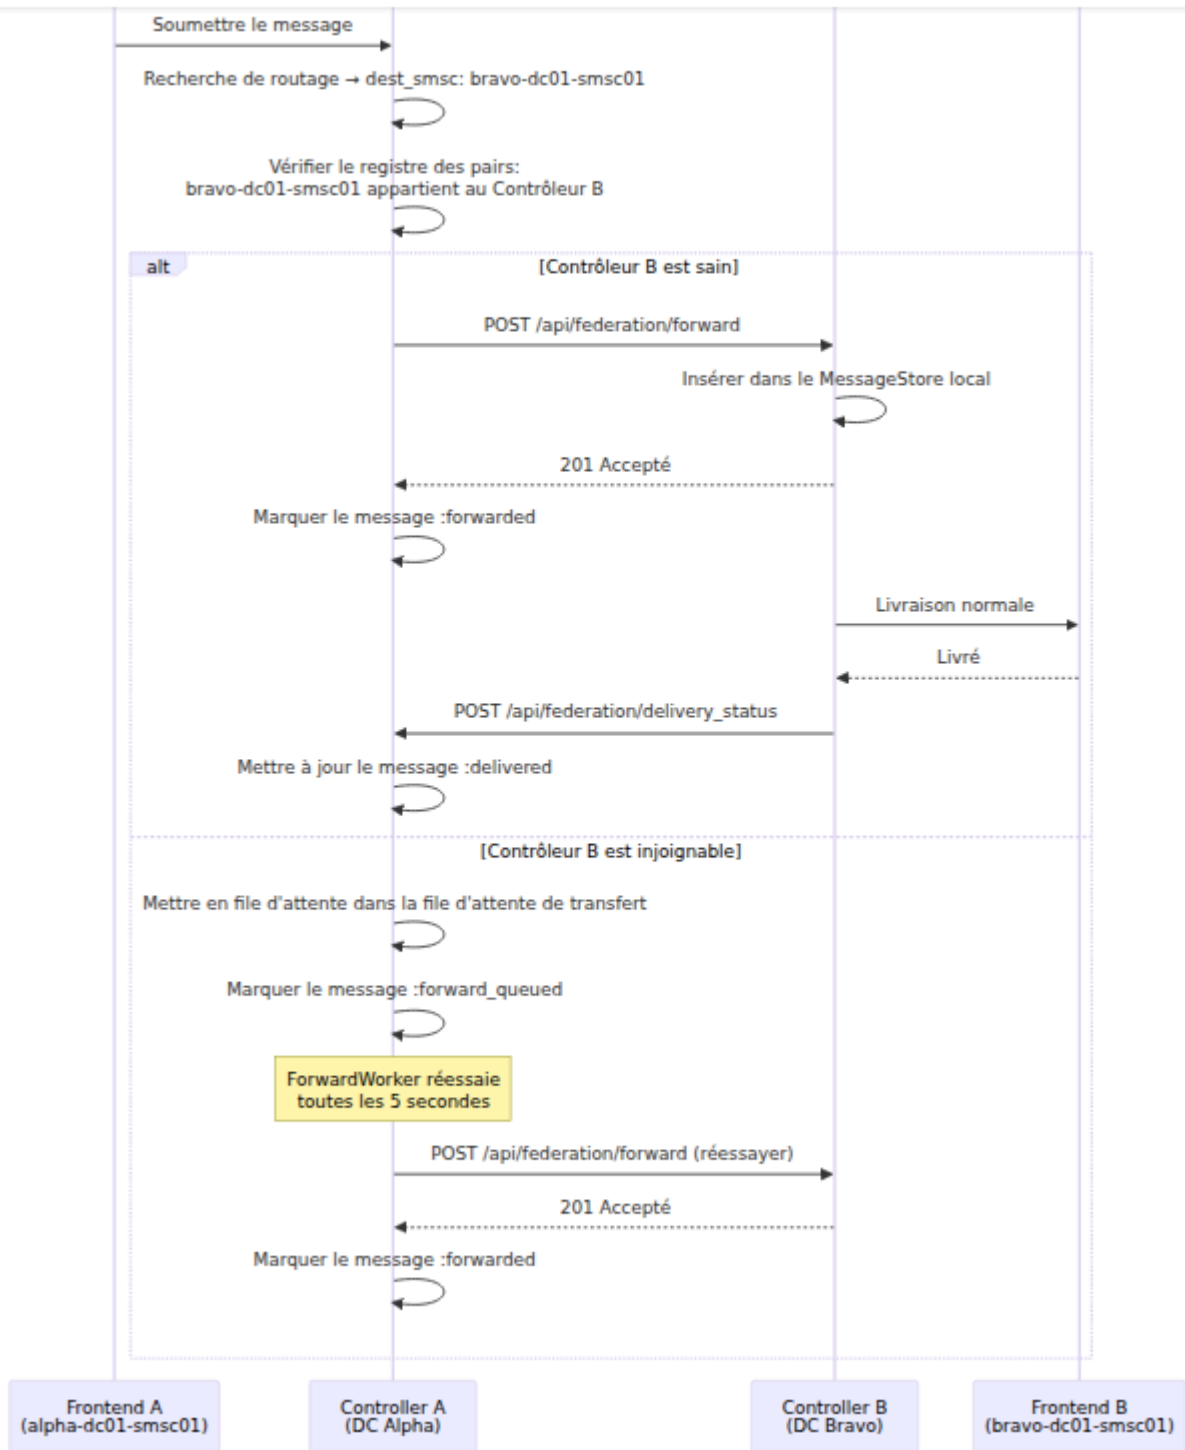 Soumettre le message
Recherche de routage → dest_smsc: bravo-dc01-smsc01
Vérifier le registre des pairs:
bravo-dc01-smsc01 appartient au Contrôleur B
alt
[Contrôleur B est sain]
POST /api/federation/forward
Insérer dans le MessageStore local
201 Accepté
Marquer le message :forwarded
Livraison normale
Livré
POST /api/federation/delivery_status
Mettre à jour le message :delivered
[Contrôleur B est injoignable]
Mettre en file d'attente dans la file d'attente de transfert
Marquer le message :forward_queued
ForwardWorker réessaie
toutes les 5 secondes
POST /api/federation/forward (réessayer)
201 Accepté
Marquer le message :forwarded
Frontend A
(alpha-dc01-smsc01)
Controller A
(DC Alpha)
Controller B
(DC Bravo)
Frontend B
(bravo-dc01-smsc01)